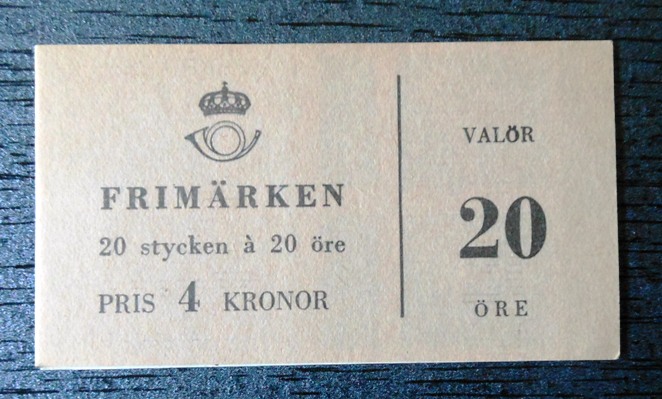 FRIMÄRKEN
20 stycken à 20 öre
PRIS 4 KRONOR
VALÖR
20
ÖRE